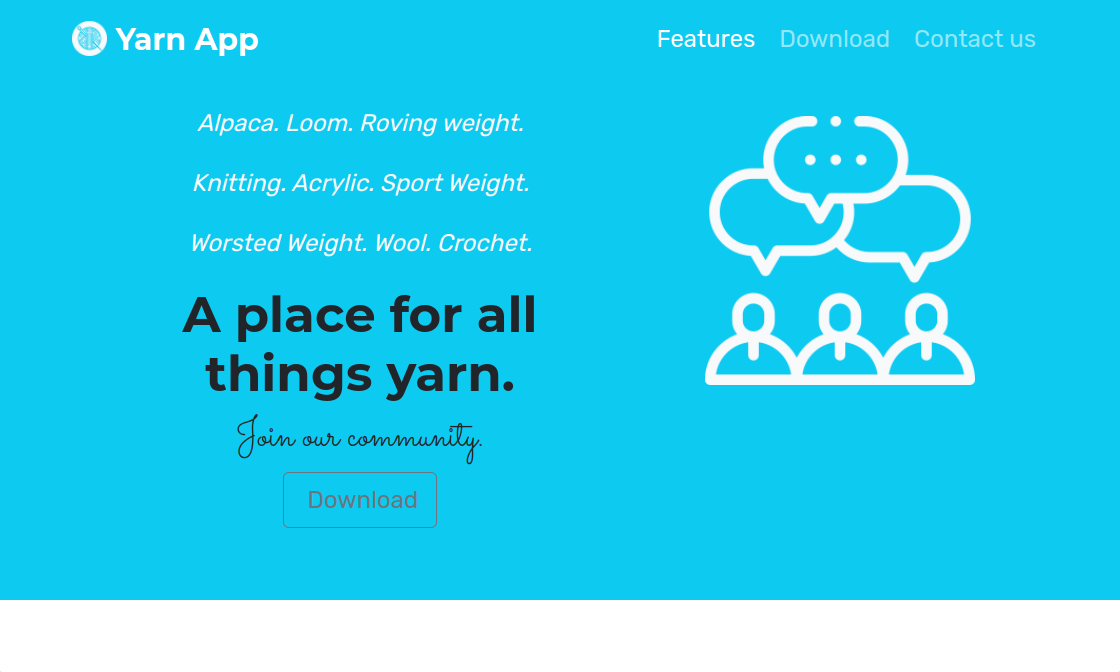 Yarn App
Features Download Contact us
Alpaca. Loom. Roving weight.
Knitting. Acrylic. Sport Weight.
Worsted Weight. Wool. Crochet.
A place for all
things yarn.
Join our community.
Download